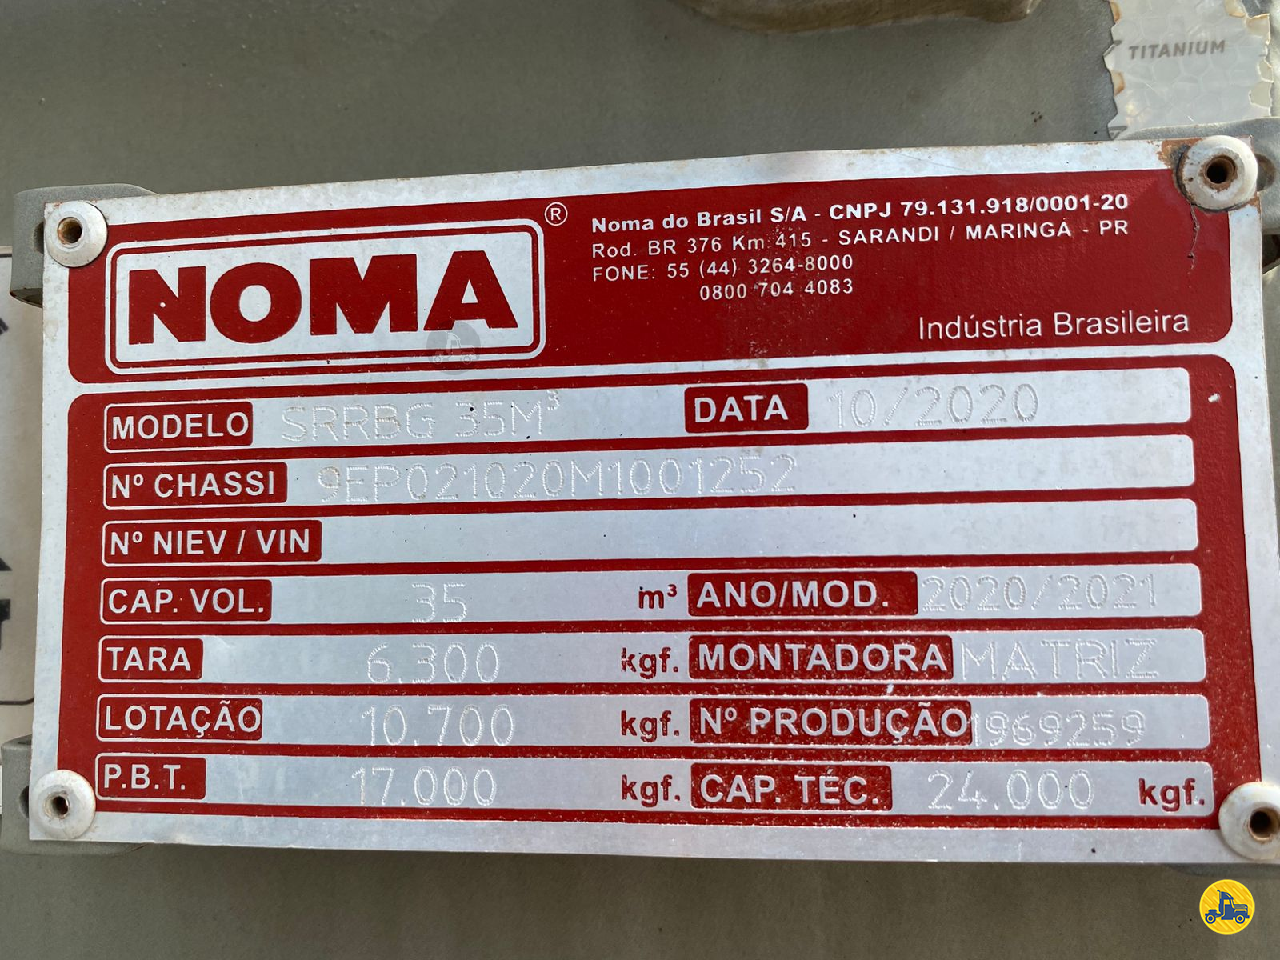 TITANIUM
NOMA®
Noma do Brasil S/A - CNPJ 79.131.918/0001-20
Rod. BR 376 Km 415 - SARANDI / MARINGÁ - PR
FONE: 55 (44) 3264-8000
0800 704 4083
Indústria Brasileira
MODELO SRRBG 35M³ DATA 10/2020
Nº CHASSI 9EP021020M1001252
Nº NIEV / VIN
CAP. VOL. 35 m³ ANO/MOD. 2020/2021
TARA 6.300 kgf. MONTADORA MATRIZ
LOTAÇÃO 10.700 kgf. Nº PRODUÇÃO 1969259
P.B.T. 17.000 kgf. CAP. TÉC. 24.000 kgf.